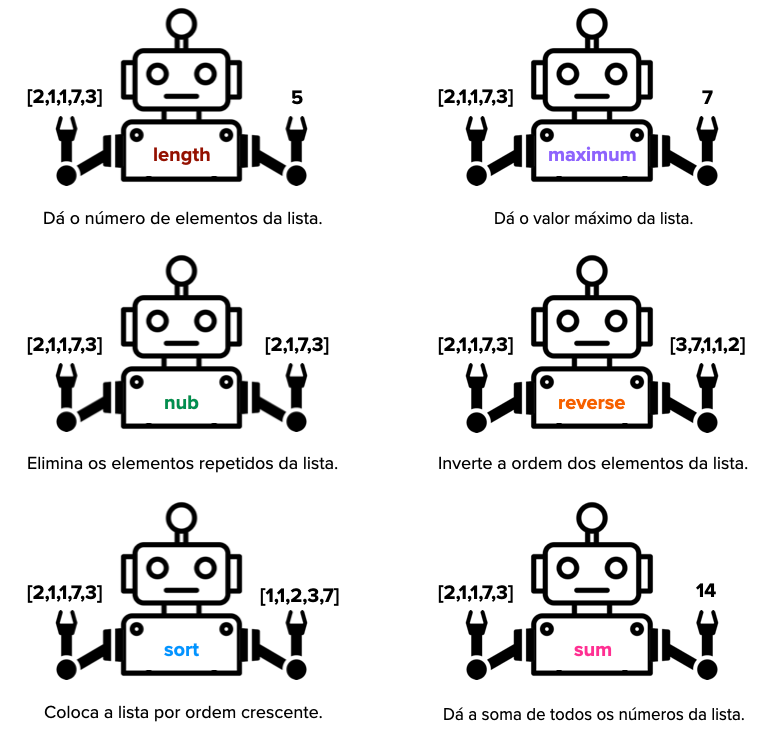 [2,1,1,7,3] 5
length
Dá o número de elementos da lista.
[2,1,1,7,3] 7
maximum
Dá o valor máximo da lista.
[2,1,1,7,3] [2,1,7,3]
nub
Elimina os elementos repetidos da lista.
[2,1,1,7,3] [3,7,1,1,2]
reverse
Inverte a ordem dos elementos da lista.
[2,1,1,7,3] [1,1,2,3,7]
sort
Coloca a lista por ordem crescente.
[2,1,1,7,3] 14
sum
Dá a soma de todos os números da lista.